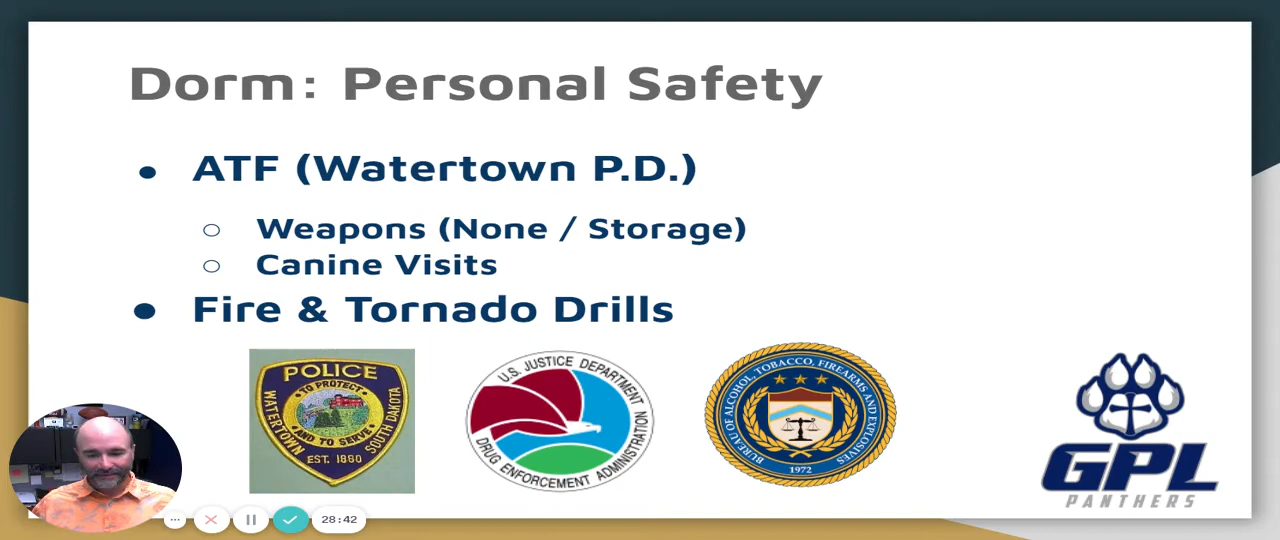 Dorm: Personal Safety
● ATF (Watertown P.D.)
○ Weapons (None / Storage)
○ Canine Visits
● Fire & Tornado Drills
POLICE
TO PROTECT
AND TO SERVE
WATERTOWN
SOUTH DAKOTA
EST. 1880
U.S. JUSTICE DEPARTMENT
DRUG ENFORCEMENT ADMINISTRATION
BUREAU OF ALCOHOL, TOBACCO, FIREARMS AND EXPLOSIVES
1972
GPL
PANTHERS
28:42